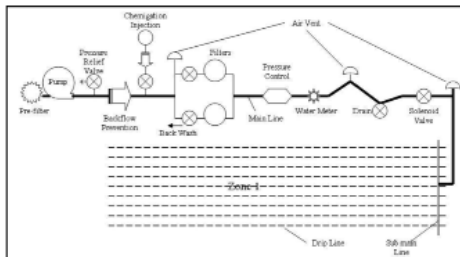 Chemigation
Injection
Air Vent
Pressure
Relief
Valve
Filters
Pressure
Control
Pump
Pre-filter
Backflow
Prevention
Back Wash
Main Line
Water Meter
Drain
Solenoid
Valve
Zone 1
Drip Line
Sub main
Line